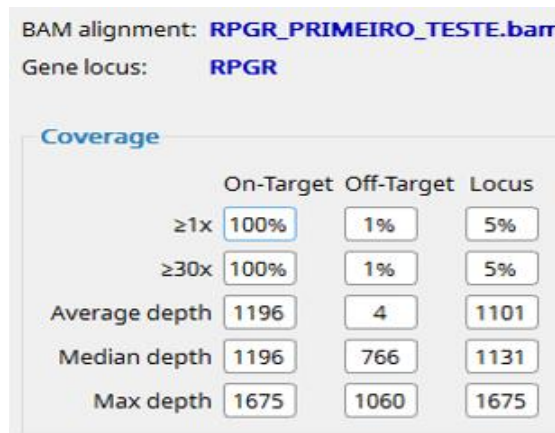 BAM alignment: RPGR_PRIMEIRO_TESTE.bam
Gene locus: RPGR
Coverage
On-Target Off-Target Locus
≥1x 100% 1% 5%
≥30x 100% 1% 5%
Average depth 1196 4 1101
Median depth 1196 766 1131
Max depth 1675 1060 1675